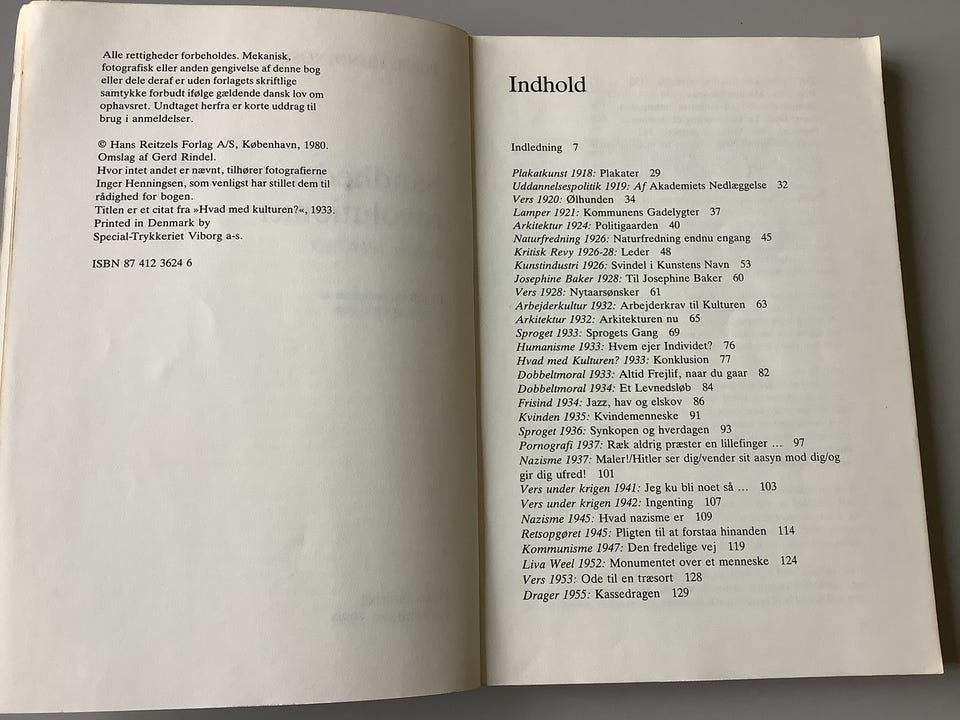 Alle rettigheder forbeholdes. Mekanisk,
fotografisk eller anden gengivelse af denne bog
eller dele deraf er uden forlagets skriftlige
samtykke forbudt ifølge gældende dansk lov om
ophavsret. Undtaget herfra er korte uddrag til
brug i anmeldelser.
© Hans Reitzels Forlag A/S, København, 1980.
Omslag af Gerd Rindel.
Hvor intet andet er nævnt, tilhører fotografierne
Inger Henningsen, som venligst har stillet dem til
rådighed for bogen.
Titlen er et citat fra »Hvad med kulturen?«, 1933.
Printed in Denmark by
Special-Trykkeriet Viborg a-s.
ISBN 87 412 3624 6
Indhold
Indledning 7
Plakatkunst 1918: Plakater 29
Uddannelsespolitik 1919: Af Akademiets Nedlæggelse 32
Vers 1920: Ølhunden 34
Lamper 1921: Kommunens Gadelygter 37
Arkitektur 1924: Politigaarden 40
Naturfredning 1926: Naturfredning endnu engang 45
Kritisk Revy 1926-28: Leder 48
Kunstindustri 1926: Svindel i Kunstens Navn 53
Josephine Baker 1928: Til Josephine Baker 60
Vers 1928: Nytaarsønsker 61
Arbejderkultur 1932: Arbejderkrav til Kulturen 63
Arkitektur 1932: Arkitekturen nu 65
Sproget 1933: Sprogets Gang 69
Humanisme 1933: Hvem ejer Individet? 76
Hvad med Kulturen? 1933: Konklusion 77
Dobbeltmoral 1933: Altid Frejlif, naar du gaar 82
Dobbeltmoral 1934: Et Levnedsløb 84
Frisind 1934: Jazz, hav og elskov 86
Kvinden 1935: Kvindemenneske 91
Sproget 1936: Synkopen og hverdagen 93
Pornografi 1937: Ræk aldrig præster en lillefinger ... 97
Nazisme 1937: Maler!/Hitler ser dig/vender sit aasyn mod dig/og
gir dig ufred! 101
Vers under krigen 1941: Jeg ku bli noet så ... 103
Vers under krigen 1942: Ingenting 107
Nazisme 1945: Hvad nazisme er 109
Retsopgøret 1945: Pligten til at forstaa hinanden 114
Kommunisme 1947: Den fredelige vej 119
Liva Weel 1952: Monumentet over et menneske 124
Vers 1953: Ode til en træsort 128
Drager 1955: Kassedragen 129